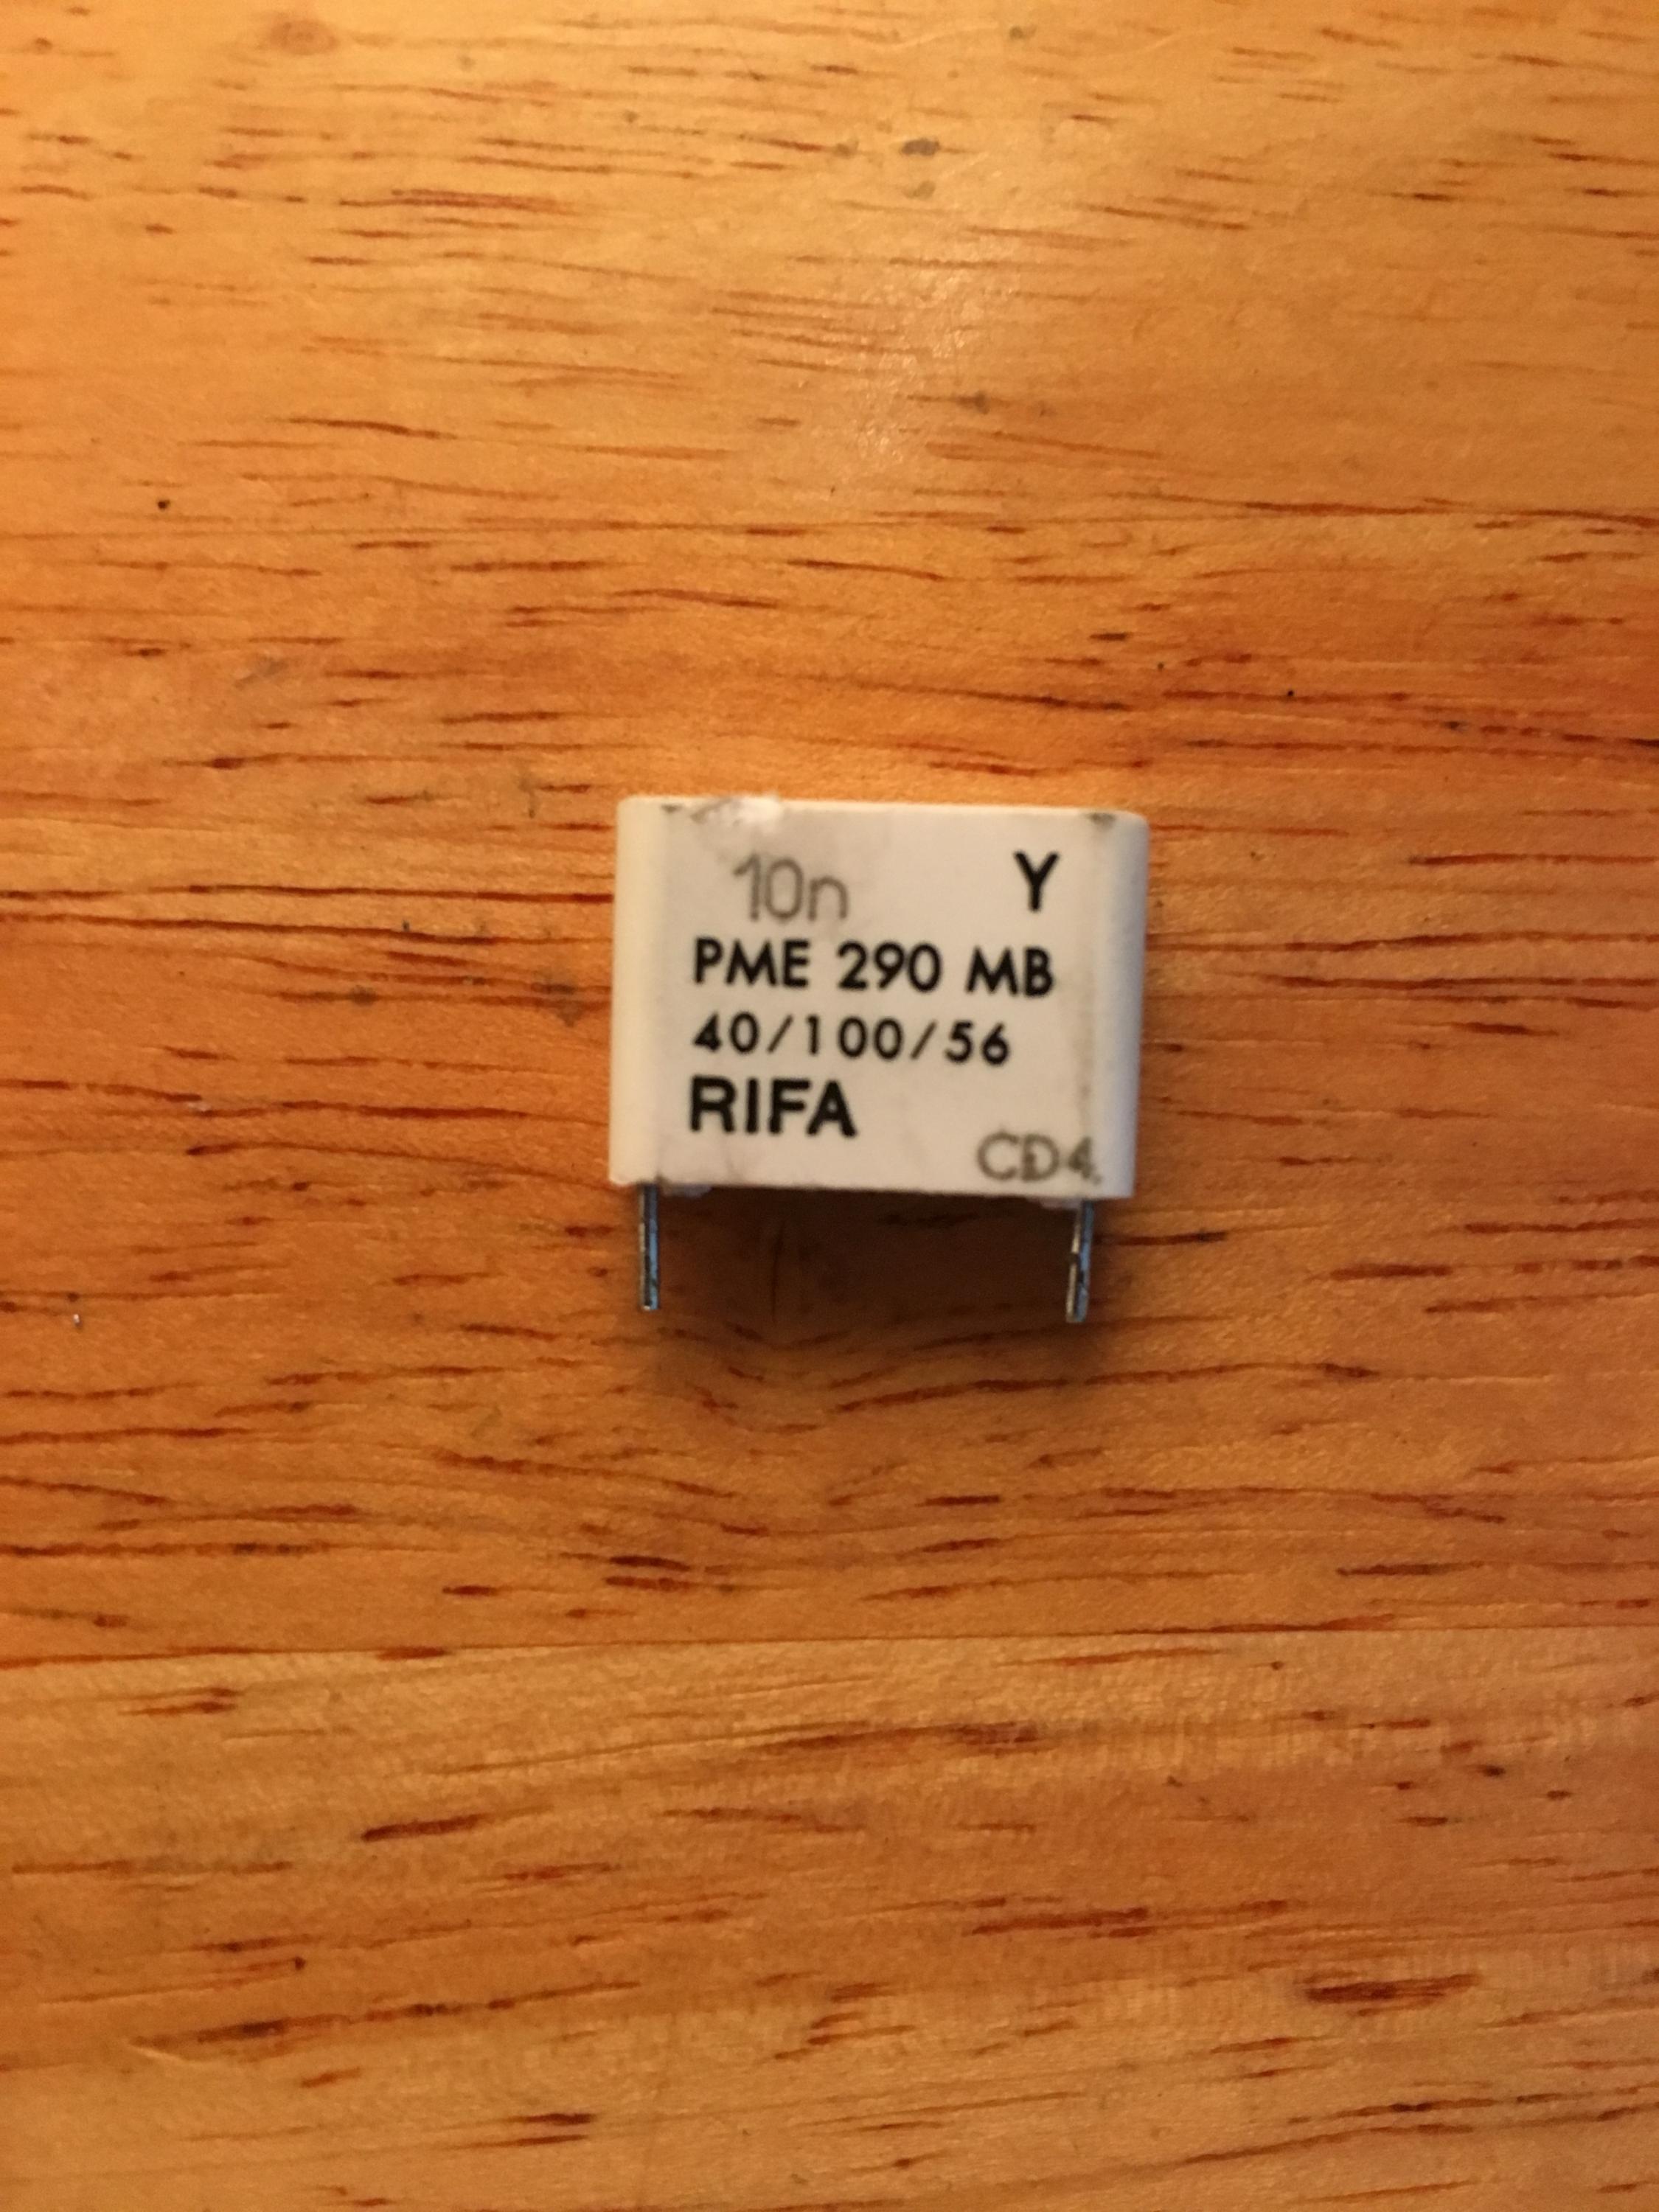 10n Y
PME 290 MB
40/100/56
RIFA
CD4.